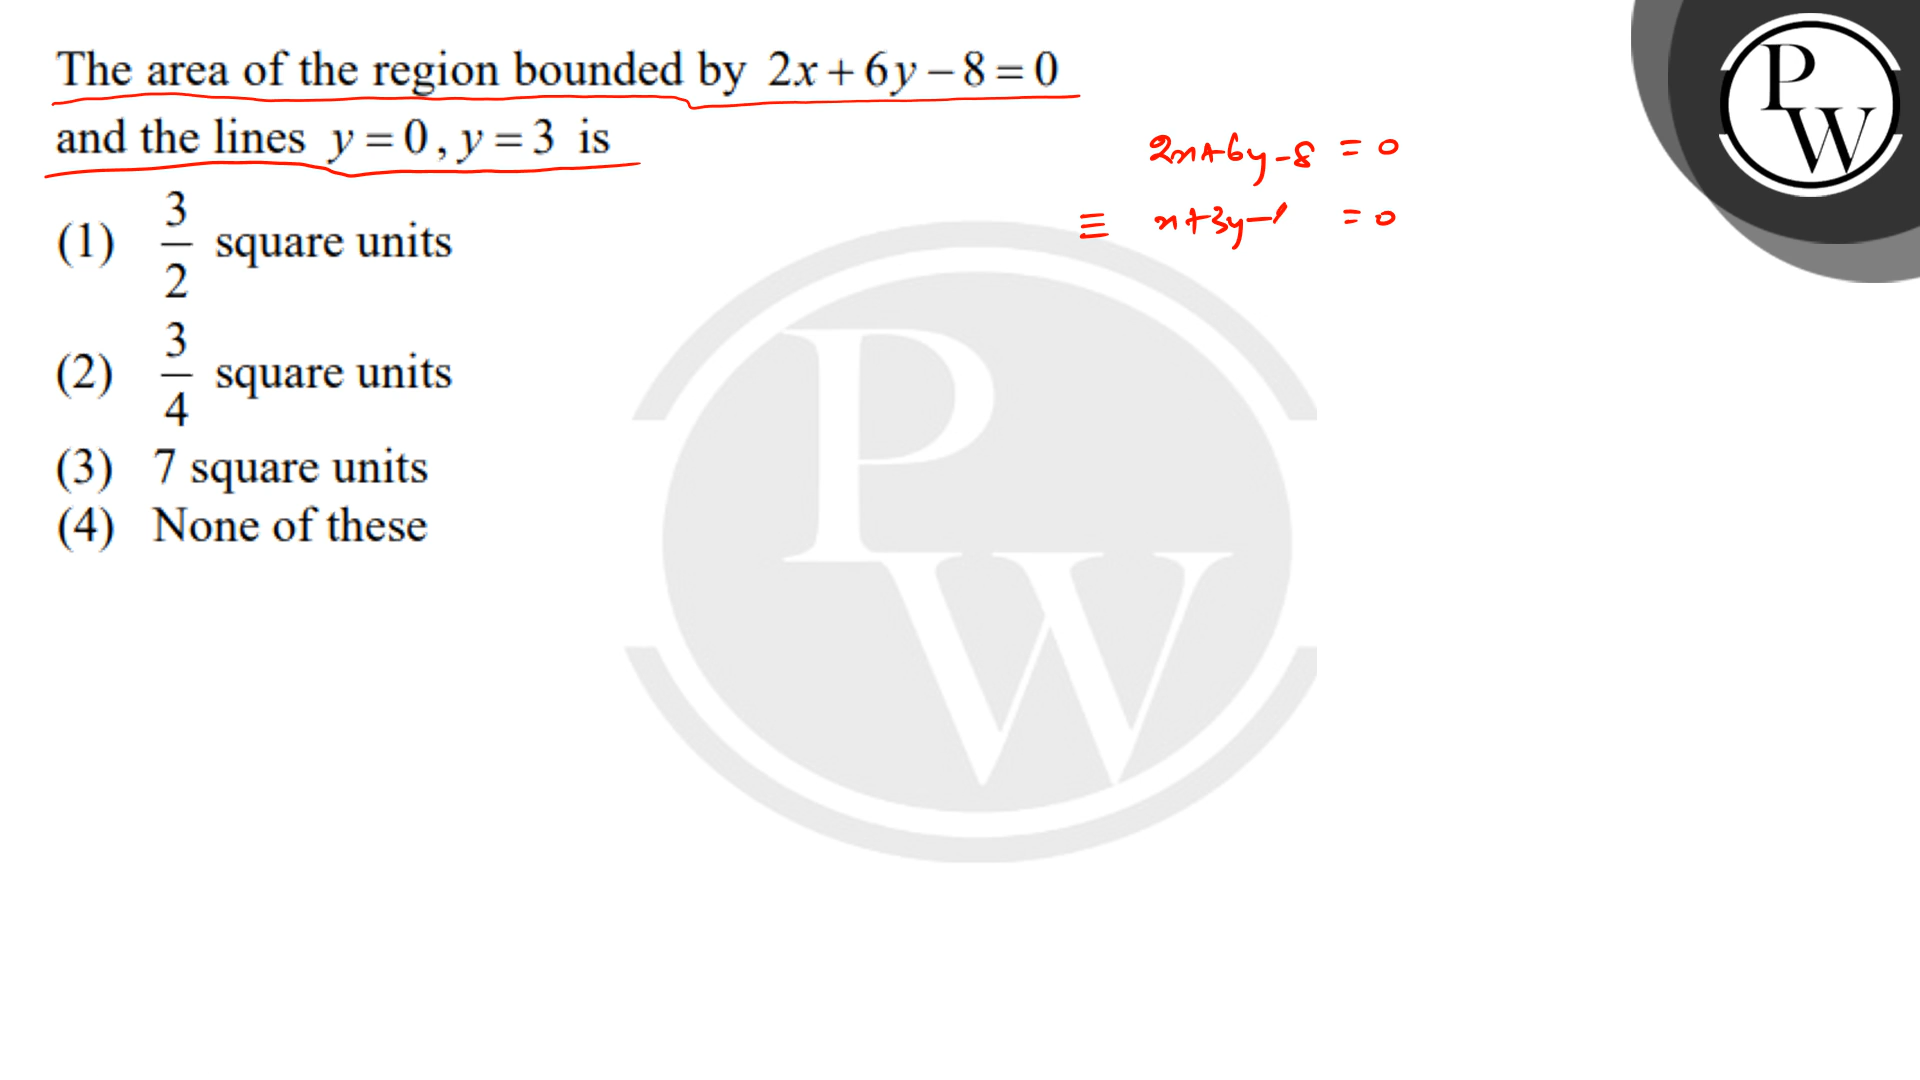 The area of the region bounded by 2x + 6y – 8 = 0
and the lines y = 0, y = 3 is
(1) 3/2 square units
(2) 3/4 square units
(3) 7 square units
(4) None of these
2x+6y-8 = 0
≡ x+3y- = 0
PW
PW